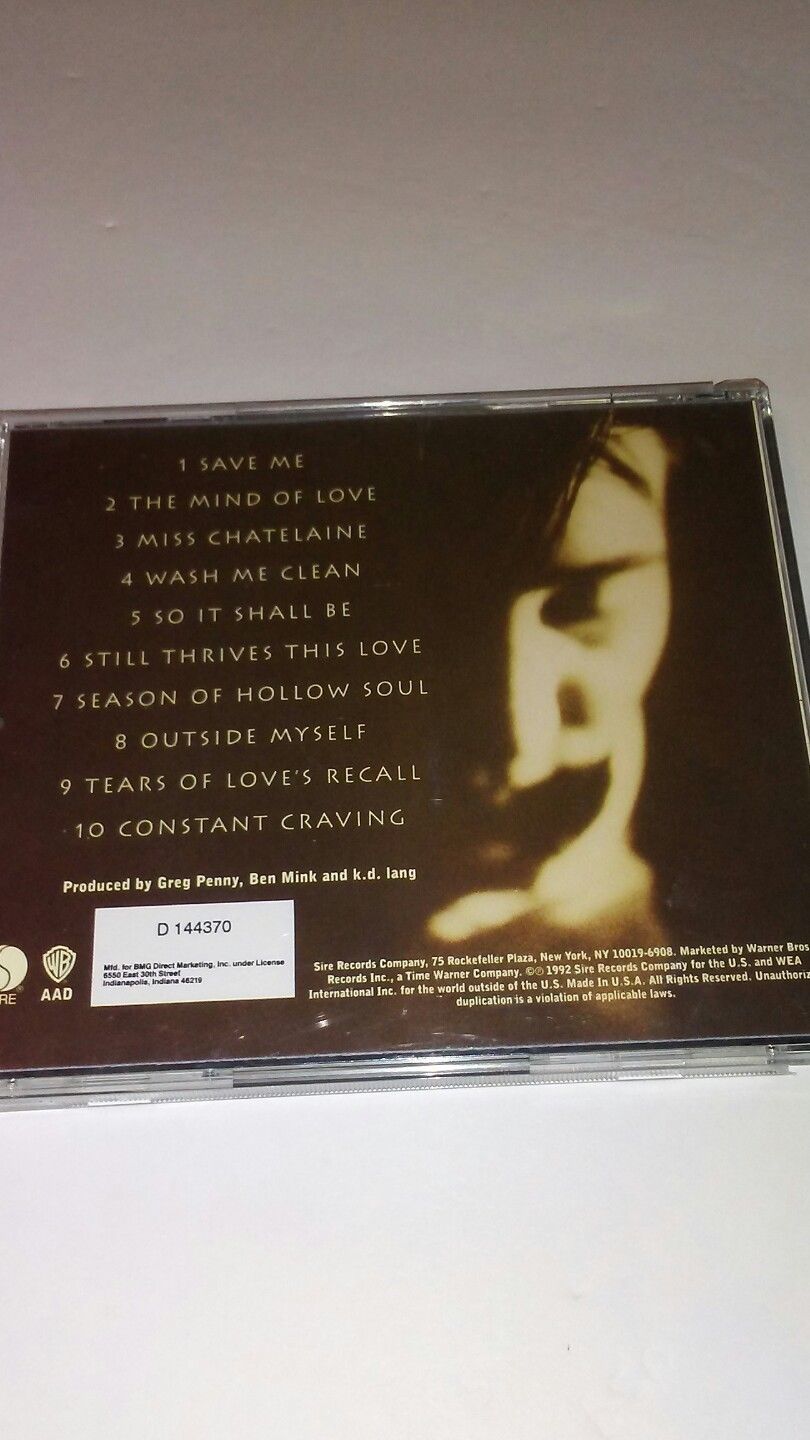 1 SAVE ME
2 THE MIND OF LOVE
3 MISS CHATELAINE
4 WASH ME CLEAN
5 SO IT SHALL BE
6 STILL THRIVES THIS LOVE
7 SEASON OF HOLLOW SOUL
8 OUTSIDE MYSELF
9 TEARS OF LOVE'S RECALL
10 CONSTANT CRAVING
Produced by Greg Penny, Ben Mink and k.d. lang
D 144370
Mfd. for BMG Direct Marketing, Inc. under License
6550 East 30th Street
Indianapolis, Indiana 46219
RE
WB
AAD
Sire Records Company, 75 Rockefeller Plaza, New York, NY 10019-6908. Marketed by Warner Bros
Records Inc., a Time Warner Company. ©℗ 1992 Sire Records Company for the U.S. and WEA
International Inc. for the world outside of the U.S. Made In U.S.A. All Rights Reserved. Unauthoriz
duplication is a violation of applicable laws.